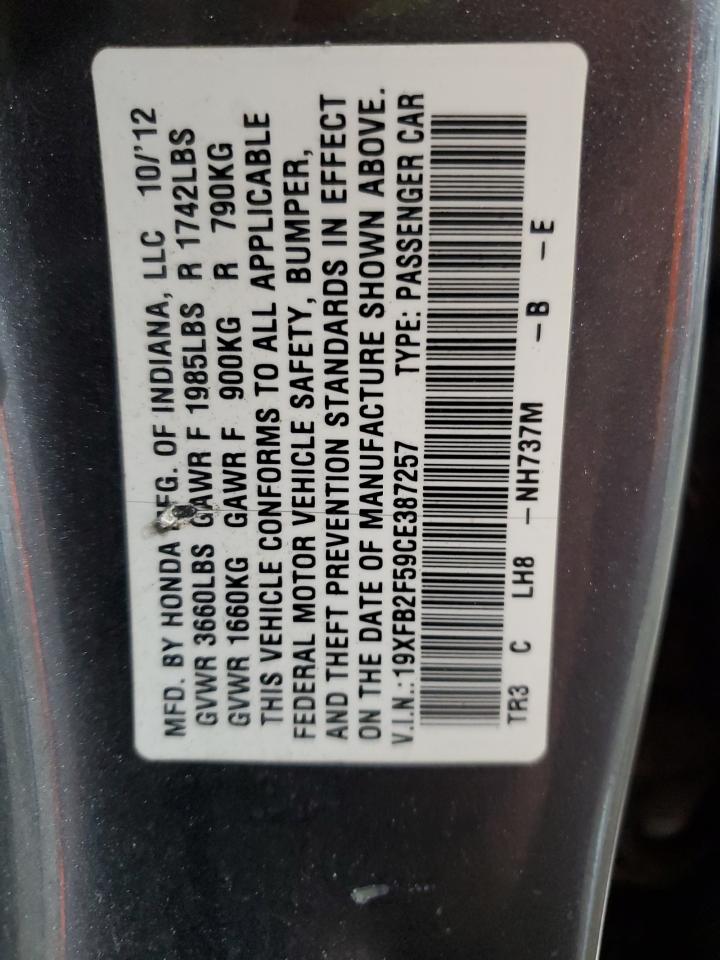 MFD. BY HONDA MFG. OF INDIANA, LLC 10/'12
GVWR 3660LBS GAWR F 1985LBS R 1742LBS
GVWR 1660KG GAWR F 900KG R 790KG
THIS VEHICLE CONFORMS TO ALL APPLICABLE
FEDERAL MOTOR VEHICLE SAFETY, BUMPER,
AND THEFT PREVENTION STANDARDS IN EFFECT
ON THE DATE OF MANUFACTURE SHOWN ABOVE.
V.I.N.:19XFB2F59CE387257 TYPE: PASSENGER CAR
TR3 C LH8 -NH737M -B -E